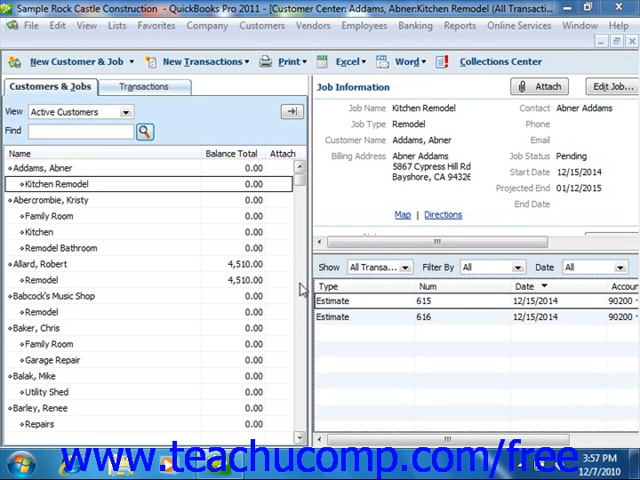 Sample Rock Castle Construction - QuickBooks Pro 2011 - [Customer Center: Addams, Abner:Kitchen Remodel (All Transacti...
File Edit View Lists Favorites Company Customers Vendors Employees Banking Reports Online Services Window Help
New Customer & Job New Transactions Print Excel Word Collections Center
Customers & Jobs Transactions
View Active Customers
Find
Name Balance Total Attach
Addams, Abner 0.00
Kitchen Remodel 0.00
Abercrombie, Kristy 0.00
Family Room 0.00
Kitchen 0.00
Remodel Bathroom 0.00
Allard, Robert 4,510.00
Remodel 4,510.00
Babcock's Music Shop 0.00
Remodel 0.00
Baker, Chris 0.00
Family Room 0.00
Garage Repair 0.00
Balak, Mike 0.00
Utility Shed 0.00
Barley, Renee 0.00
Repairs 0.00
Job Information Attach Edit Job...
Job Name Kitchen Remodel Contact Abner Addams
Job Type Remodel Phone
Customer Name Addams, Abner Email
Billing Address Abner Addams Job Status Pending
5867 Cypress Hill Rd Start Date 12/15/2014
Bayshore, CA 94326 Projected End 01/12/2015
End Date
Map | Directions
Show All Transa... Filter By All Date All
Type Num Date Accoun
Estimate 615 12/15/2014 90200
Estimate 616 12/15/2014 90200
www.teachucomp.com/free
3:57 PM
12/7/2010